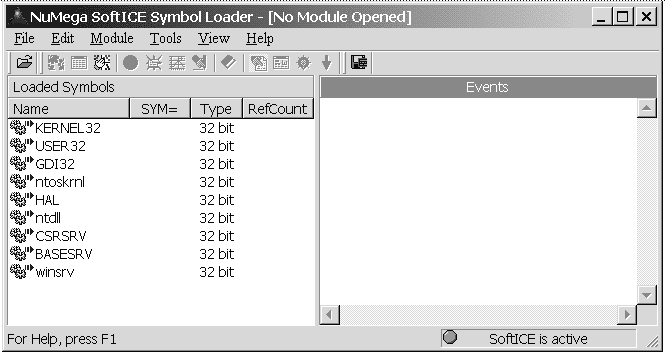 NuMega SoftICE Symbol Loader - [No Module Opened]
File Edit Module Tools View Help
Loaded Symbols
Events
Name SYM= Type RefCount
KERNEL32 32 bit
USER32 32 bit
GDI32 32 bit
ntoskrnl 32 bit
HAL 32 bit
ntdll 32 bit
CSRSRV 32 bit
BASESRV 32 bit
winsrv 32 bit
For Help, press F1
SoftICE is active